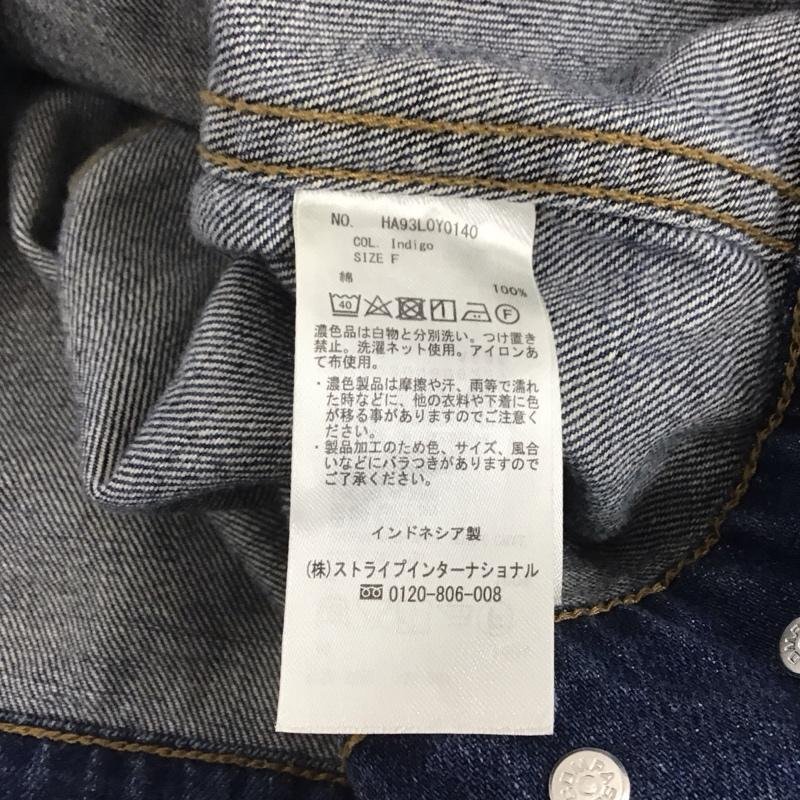 NO. HA93L0Y0140
COL. Indigo
SIZE F
綿 100%
40 F
濃色品は白物と分別洗い。つけ置き
禁止。洗濯ネット使用。アイロンあ
て布使用。
・濃色製品は摩擦や汗、雨等で濡れ
た時などに、他の衣料や下着に色
が移る事がありますのでご注意く
ださい。
・製品加工のため色、サイズ、風合
いなどにバラつきがありますので
ご了承ください。
インドネシア製
(株)ストライプインターナショナル
0120-806-008